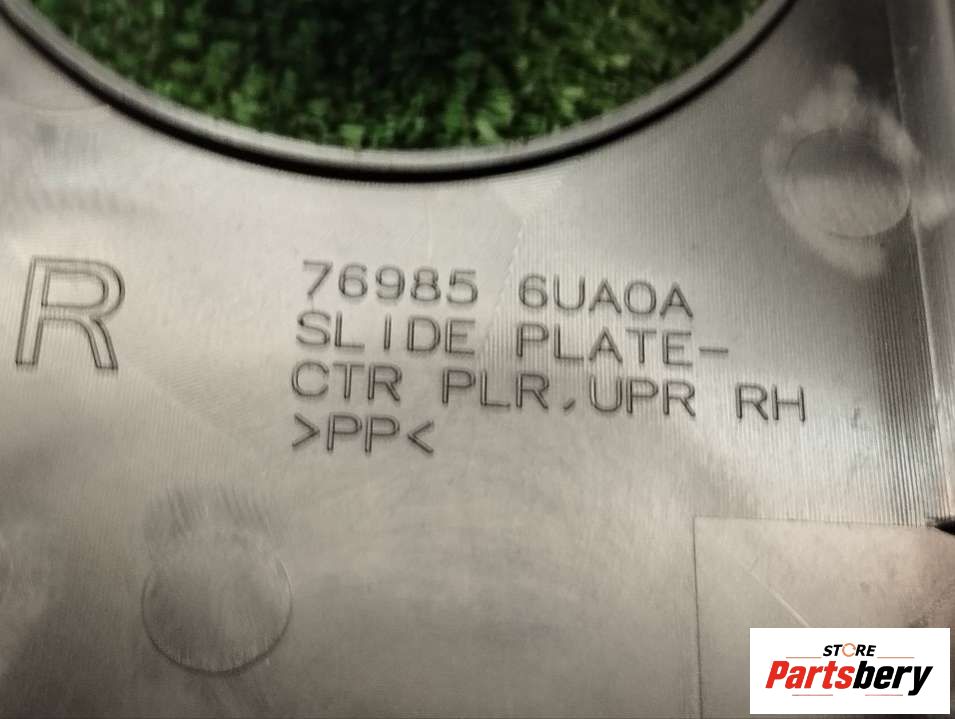 R
76985 6UA0A
SLIDE PLATE-
CTR PLR,UPR RH
>PP<
STORE
Partsbery